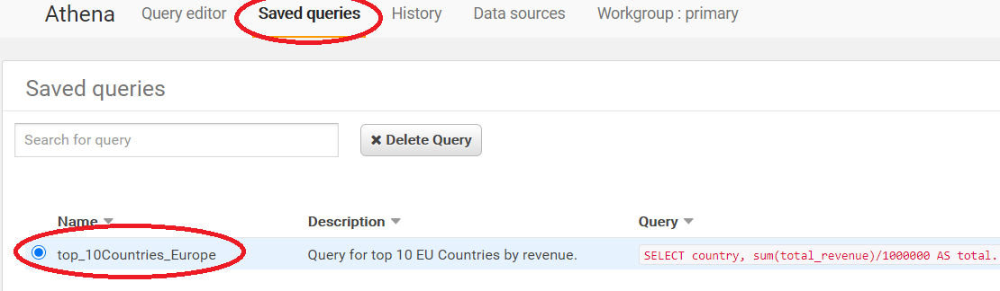 Athena Query editor Saved queries History Data sources Workgroup : primary
Saved queries
Search for query ✖ Delete Query
Name Description Query
top_10Countries_Europe Query for top 10 EU Countries by revenue. SELECT country, sum(total_revenue)/1000000 AS total.